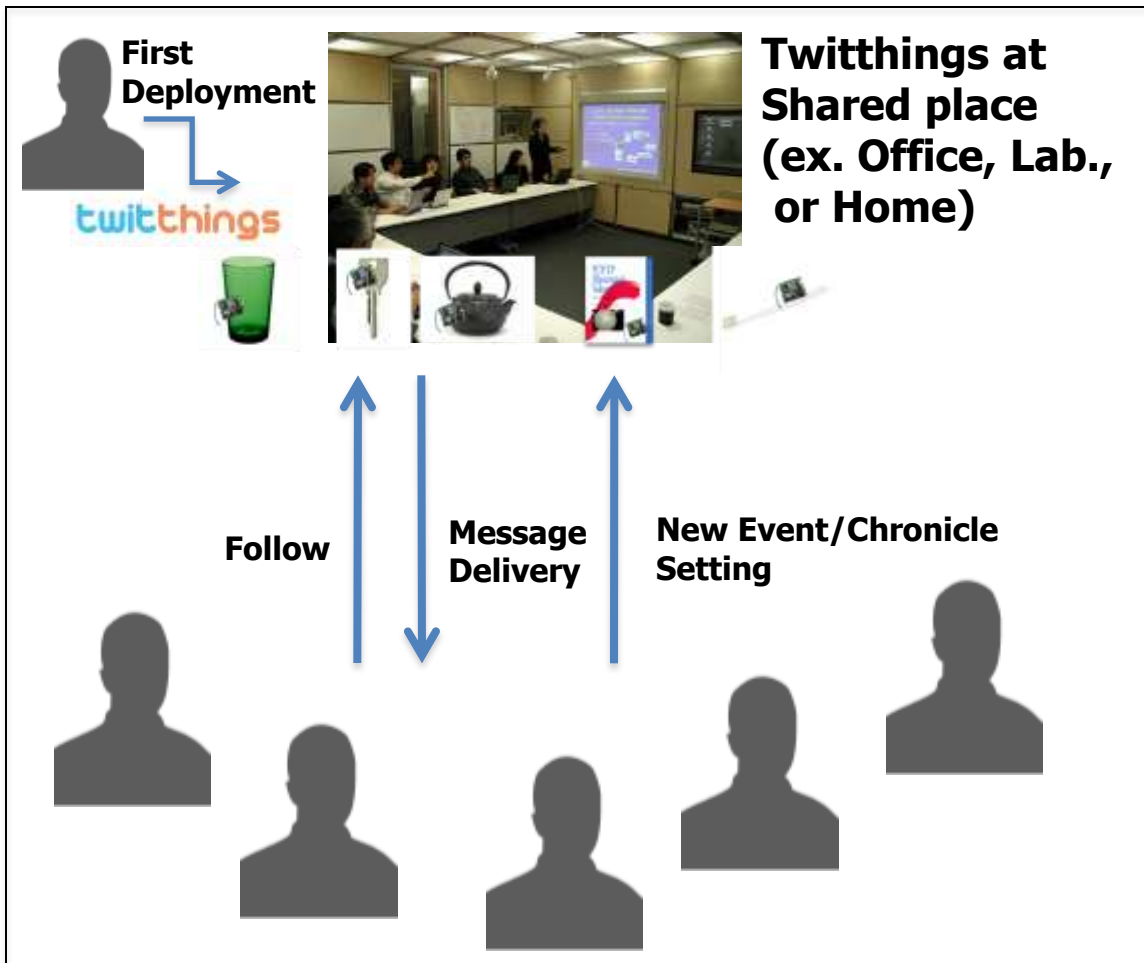 First
Deployment
twitthings
Twitthings at
Shared place
(ex. Office, Lab.,
or Home)
Follow
Message
Delivery
New Event/Chronicle
Setting